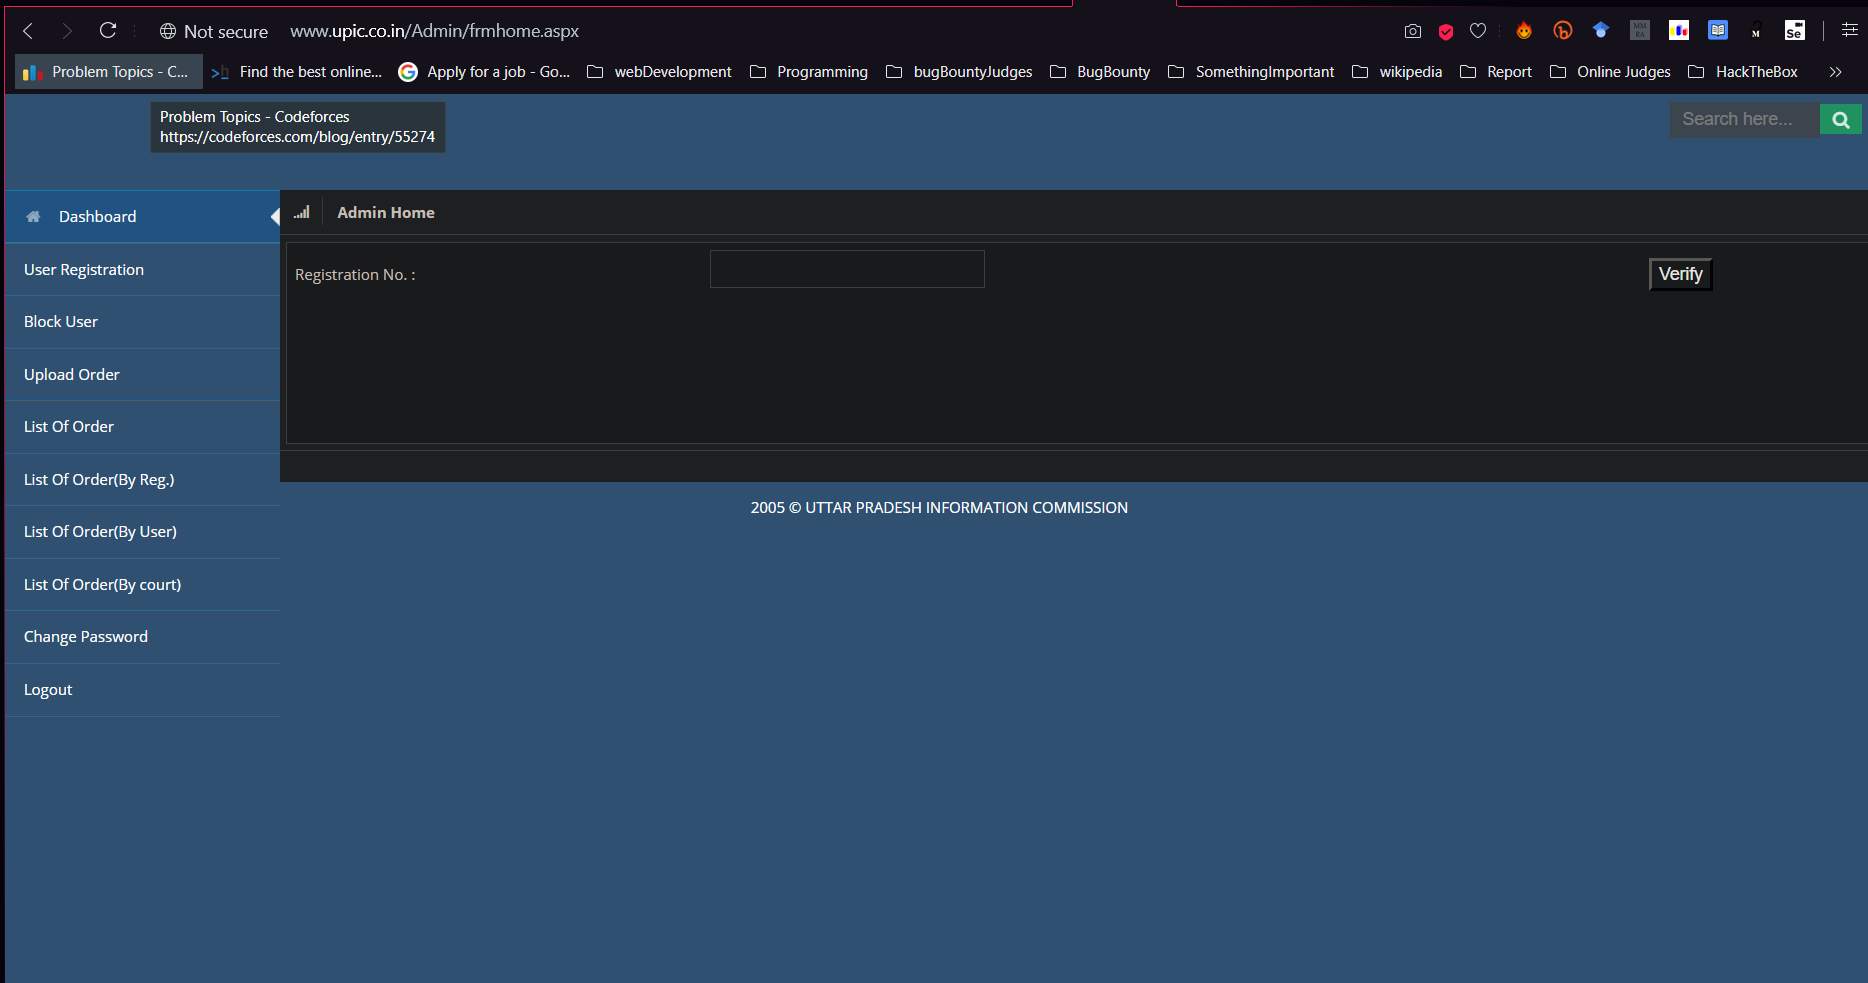 Not secure www.upic.co.in/Admin/frmhome.aspx
Problem Topics - C... Find the best online... Apply for a job - Go... webDevelopment Programming bugBountyJudges BugBounty SomethingImportant wikipedia Report Online Judges HackTheBox
Problem Topics - Codeforces
https://codeforces.com/blog/entry/55274
Search here...
Dashboard
Admin Home
User Registration
Registration No. :
Verify
Block User
Upload Order
List Of Order
List Of Order(By Reg.)
2005 © UTTAR PRADESH INFORMATION COMMISSION
List Of Order(By User)
List Of Order(By court)
Change Password
Logout